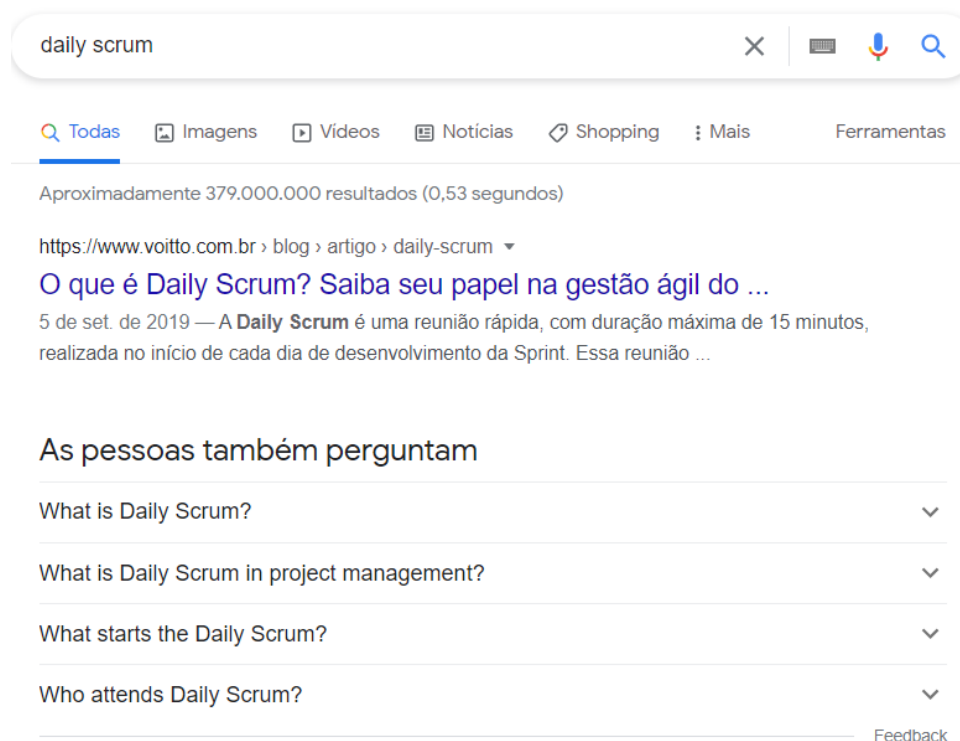 daily scrum
Todas Imagens Vídeos Notícias Shopping Mais Ferramentas
Aproximadamente 379.000.000 resultados (0,53 segundos)
https://www.voitto.com.br › blog › artigo › daily-scrum
O que é Daily Scrum? Saiba seu papel na gestão ágil do ...
5 de set. de 2019 — A Daily Scrum é uma reunião rápida, com duração máxima de 15 minutos,
realizada no início de cada dia de desenvolvimento da Sprint. Essa reunião ...
As pessoas também perguntam
What is Daily Scrum?
What is Daily Scrum in project management?
What starts the Daily Scrum?
Who attends Daily Scrum?
Feedback